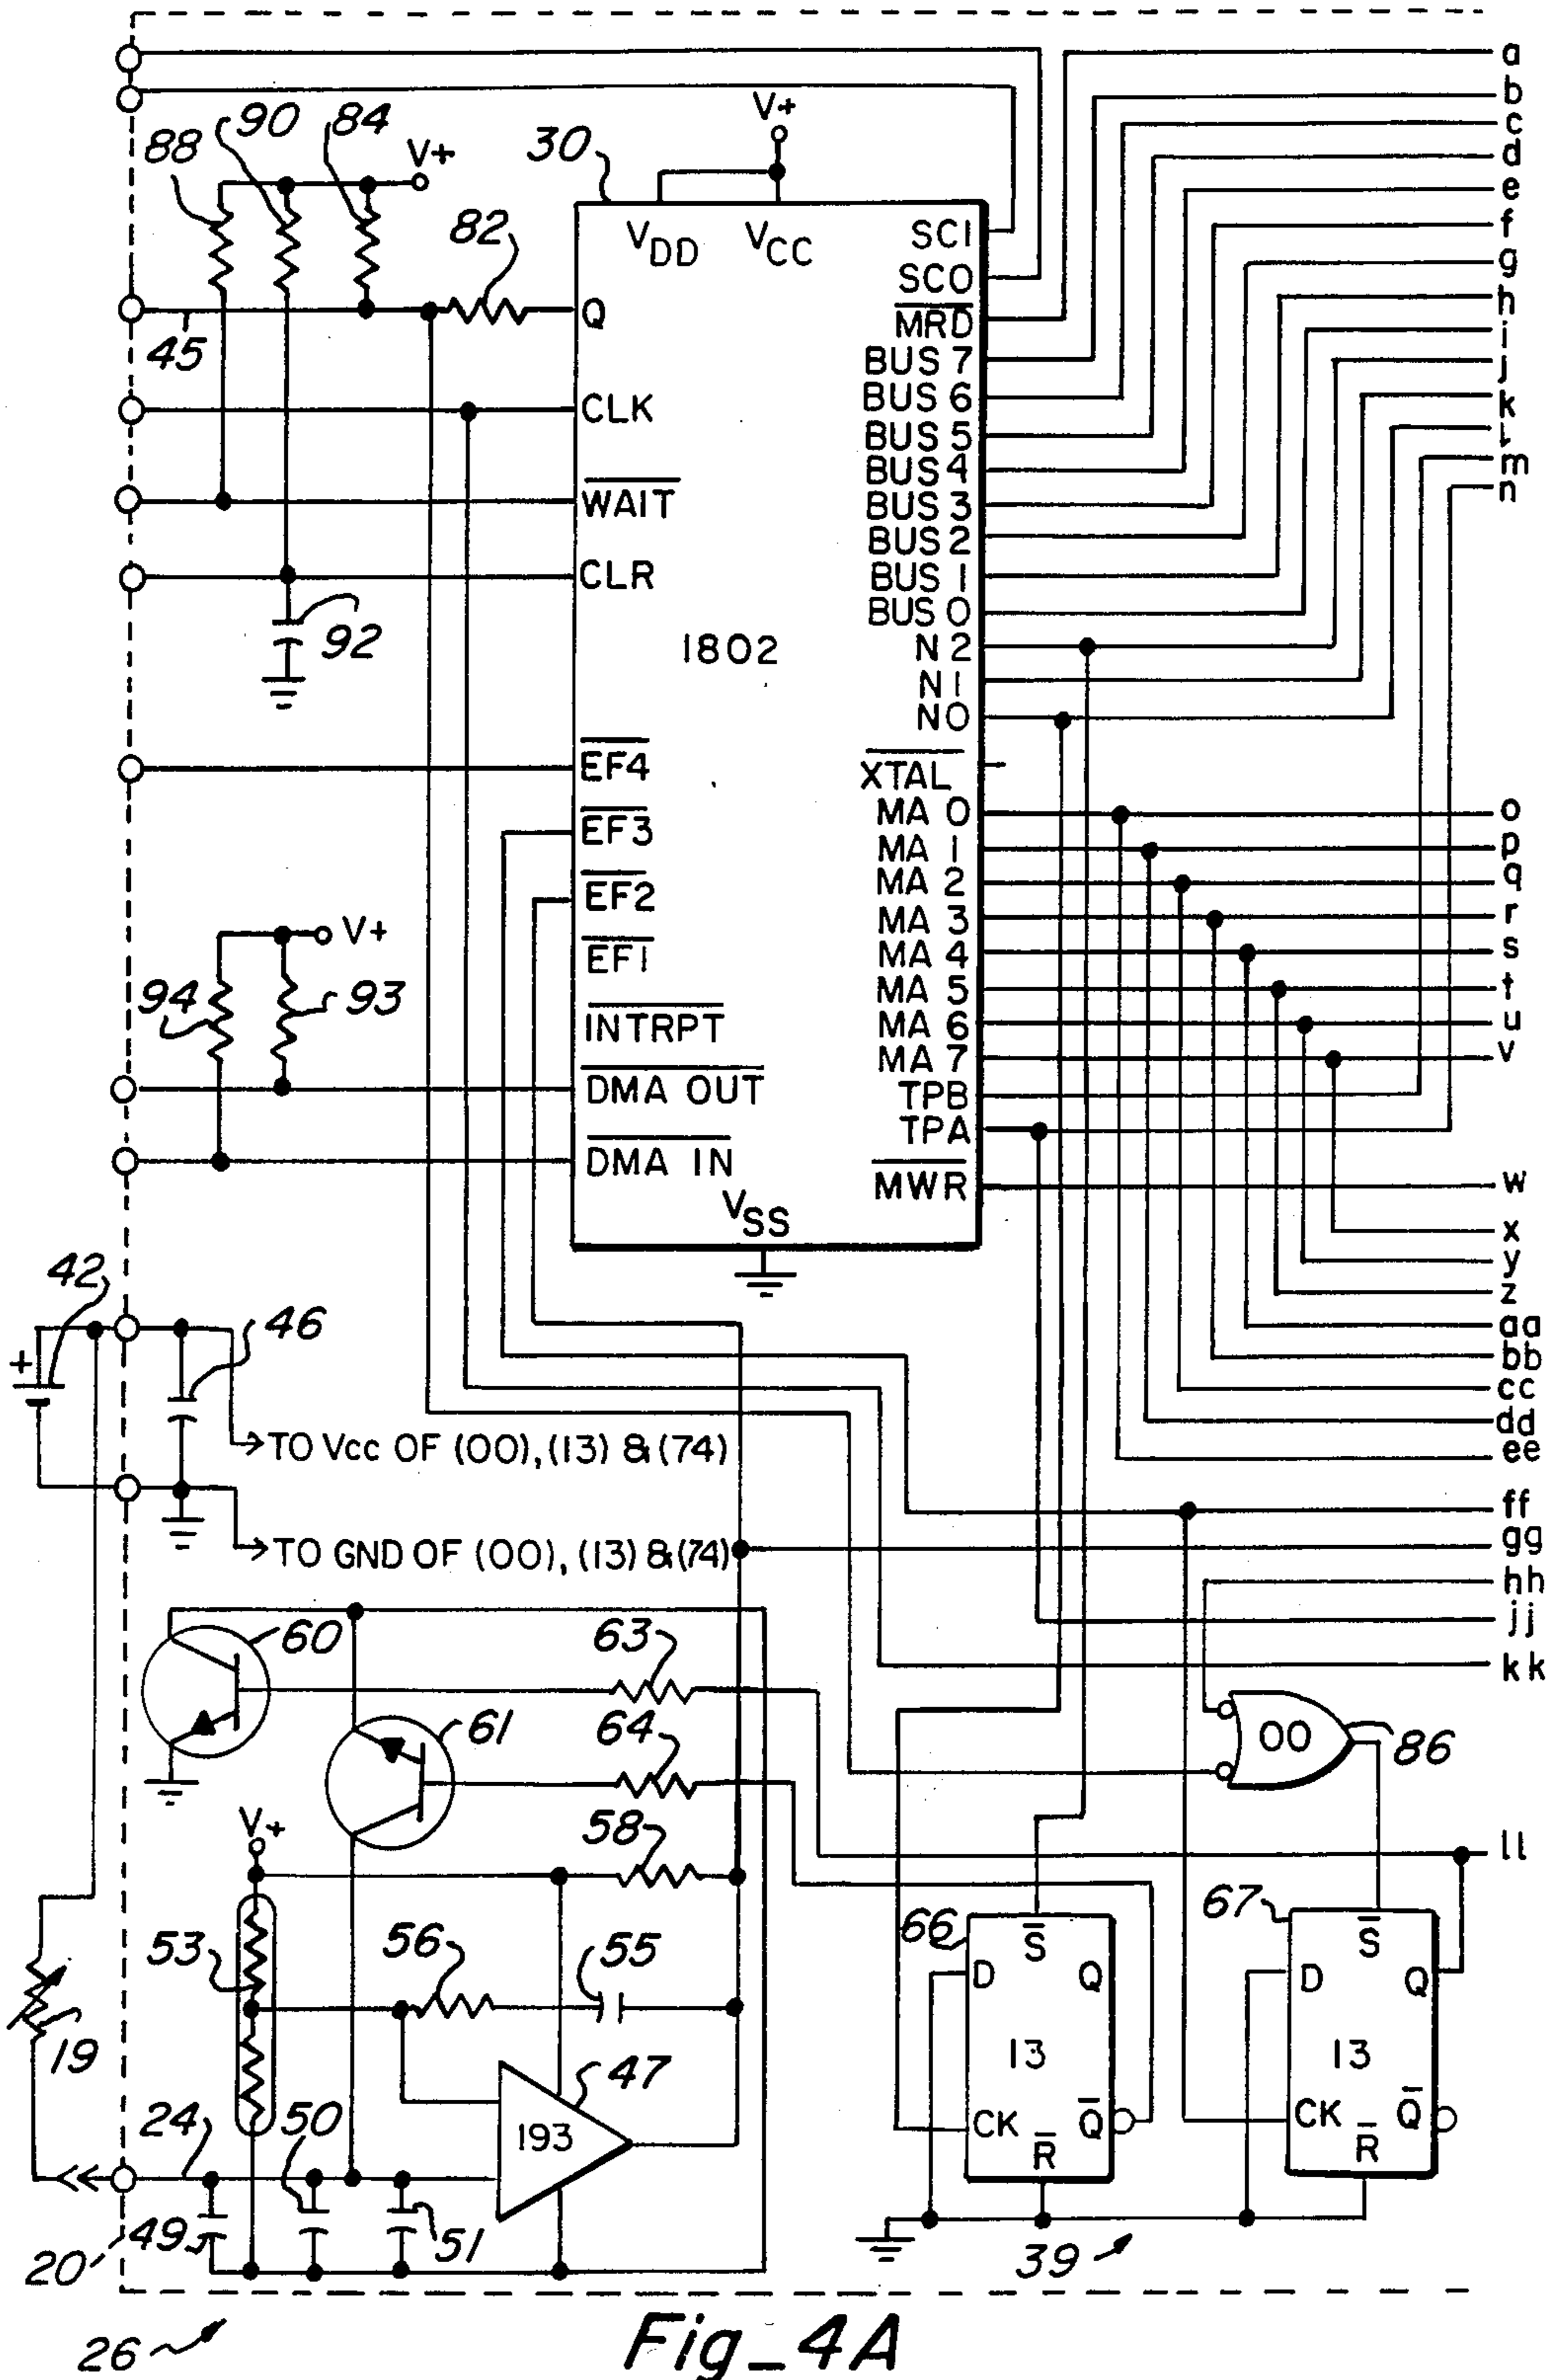 a
b
c
d
e
f
g
h
i
j
k
l
m
n
88
90
84
V+
30
V+
82
45
VDD
VCC
Q
CLK
WAIT
CLR
92
1802
EF4
EF3
EF2
EF1
INTRPT
DMA OUT
DMA IN
VSS
SC1
SC0
MRD
BUS 7
BUS 6
BUS 5
BUS 4
BUS 3
BUS 2
BUS 1
BUS 0
N2
N1
N0
XTAL
MA 0
MA 1
MA 2
MA 3
MA 4
MA 5
MA 6
MA 7
TPB
TPA
MWR
o
p
q
r
s
t
u
v
w
x
y
z
aa
bb
cc
dd
ee
ff
gg
hh
jj
kk
V+
94
93
42
+
46
TO Vcc OF (00), (13) & (74)
TO GND OF (00), (13) & (74)
60
63
61
64
V+
58
00
86
ll
53
56
55
66
S
D
Q
13
CK
Q
R
67
S
D
Q
13
CK
Q
R
19
47
193
24
50
49
51
20
39
26
Fig_4A